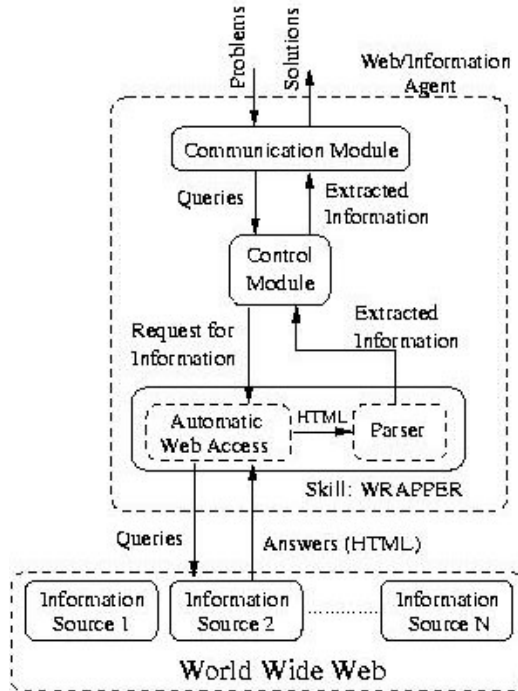 Problems
Solutions
Web/Information
Agent
Communication Module
Queries
Extracted
Information
Control
Module
Request for
Information
Extracted
Information
Automatic
Web Access
HTML
Parser
Skill: WRAPPER
Queries
Answers (HTML)
Information
Source 1
Information
Source 2
Information
Source N
World Wide Web